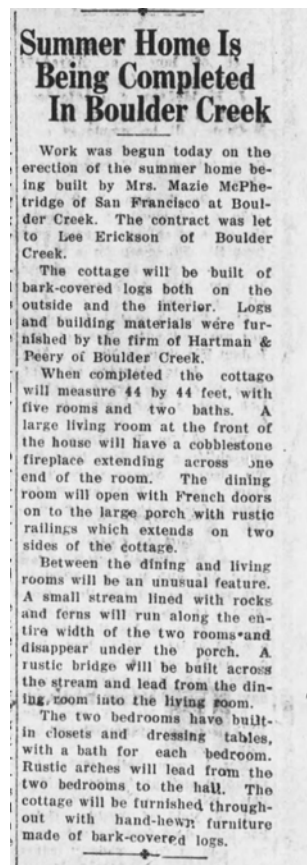 Summer Home Is
Being Completed
In Boulder Creek
Work was begun today on the
erection of the summer home be-
ing built by Mrs. Mazie McPhe-
tridge of San Francisco at Boul-
der Creek. The contract was let
to Lee Erickson of Boulder
Creek.
The cottage will be built of
bark-covered logs both on the
outside and the interior. Logs
and building materials were fur-
nished by the firm of Hartman &
Peery of Boulder Creek.
When completed the cottage
will measure 44 by 44 feet, with
five rooms and two baths. A
large living room at the front of
the house will have a cobblestone
fireplace extending across one
end of the room. The dining
room will open with French doors
on to the large porch with rustic
railings which extends on two
sides of the cottage.
Between the dining and living
rooms will be an unusual feature.
A small stream lined with rocks
and ferns will run along the en-
tire width of the two rooms and
disappear under the porch. A
rustic bridge will be built across
the stream and lead from the din-
ing room into the living room.
The two bedrooms have built-
in closets and dressing tables,
with a bath for each bedroom.
Rustic arches will lead from the
two bedrooms to the hall. The
cottage will be furnished through-
out with hand-hewn furniture
made of bark-covered logs.